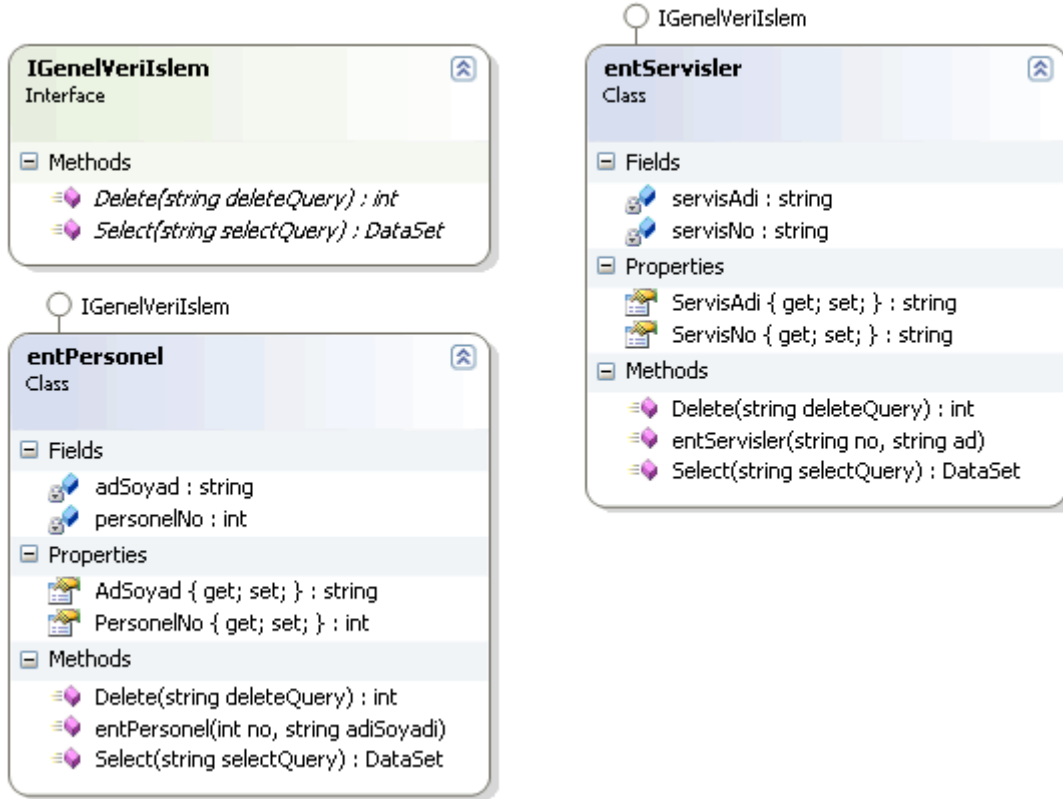 IGenelVeriIslem
Interface
Methods
Delete(string deleteQuery) : int
Select(string selectQuery) : DataSet
IGenelVeriIslem
entPersonel
Class
Fields
adSoyad : string
personelNo : int
Properties
AdSoyad { get; set; } : string
PersonelNo { get; set; } : int
Methods
Delete(string deleteQuery) : int
entPersonel(int no, string adiSoyadi)
Select(string selectQuery) : DataSet
IGenelVeriIslem
entServisler
Class
Fields
servisAdi : string
servisNo : string
Properties
ServisAdi { get; set; } : string
ServisNo { get; set; } : string
Methods
Delete(string deleteQuery) : int
entServisler(string no, string ad)
Select(string selectQuery) : DataSet